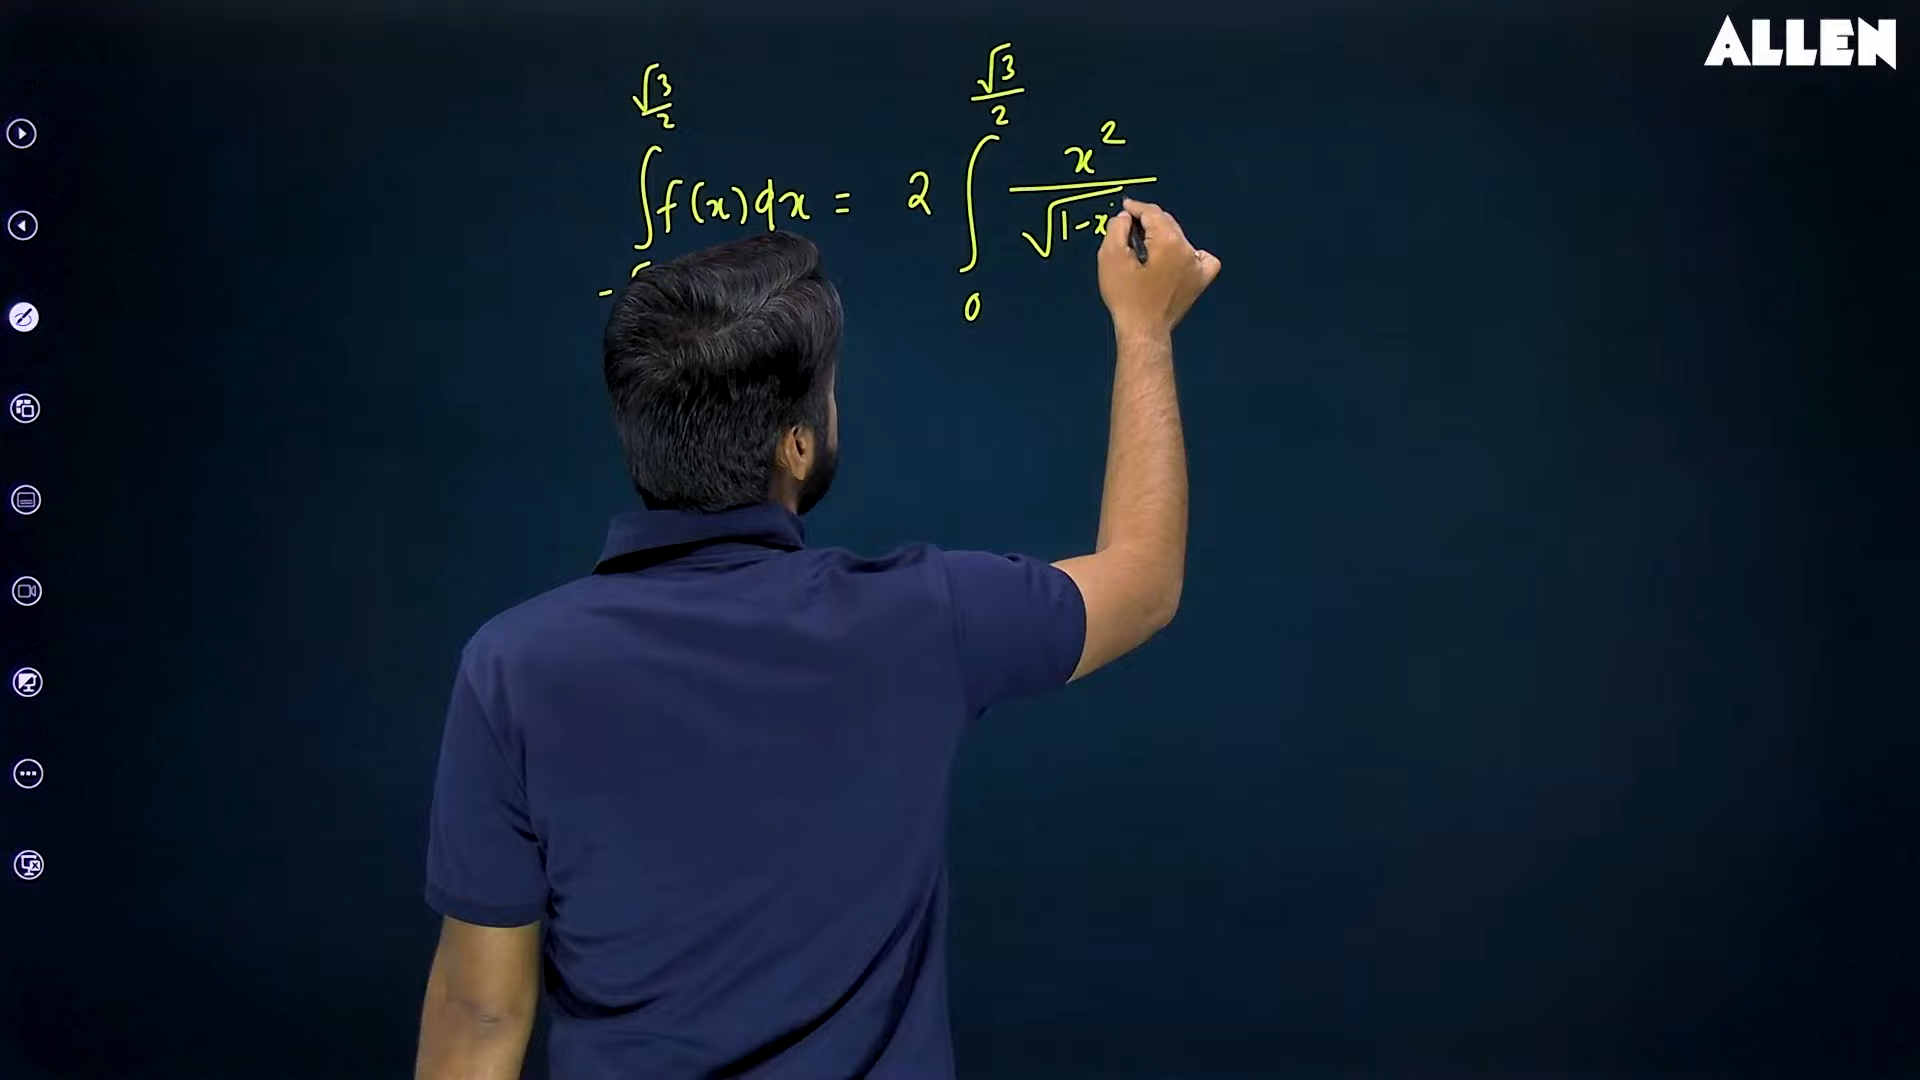 ALLEN
√3/2 √3/2
∫f(x)dx = 2 ∫ x²/√1-x
- 0